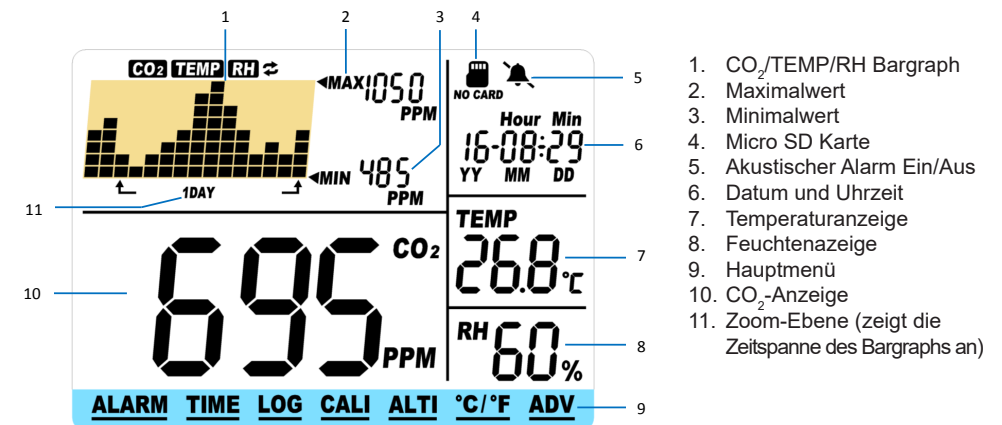 1
2
3
4
CO2 TEMP RH
MAX 1050
PPM
NO CARD
5
Hour Min
16-08:29
YY MM DD
6
MIN 485
PPM
1DAY
11
CO2
695
PPM
10
TEMP
26.8 °C
7
RH 60 %
8
ALARM TIME LOG CALI ALTI °C/°F ADV
9
1. CO2/TEMP/RH Bargraph
2. Maximalwert
3. Minimalwert
4. Micro SD Karte
5. Akustischer Alarm Ein/Aus
6. Datum und Uhrzeit
7. Temperaturanzeige
8. Feuchtenazeige
9. Hauptmenü
10. CO2-Anzeige
11. Zoom-Ebene (zeigt die
Zeitspanne des Bargraphs an)